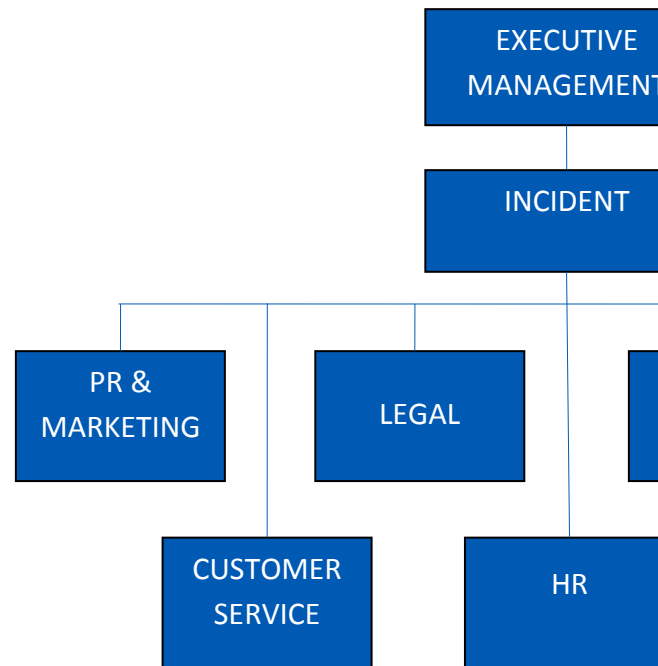 EXECUTIVE
MANAGEMENT
INCIDENT
PR &
MARKETING
LEGAL
CUSTOMER
SERVICE
HR